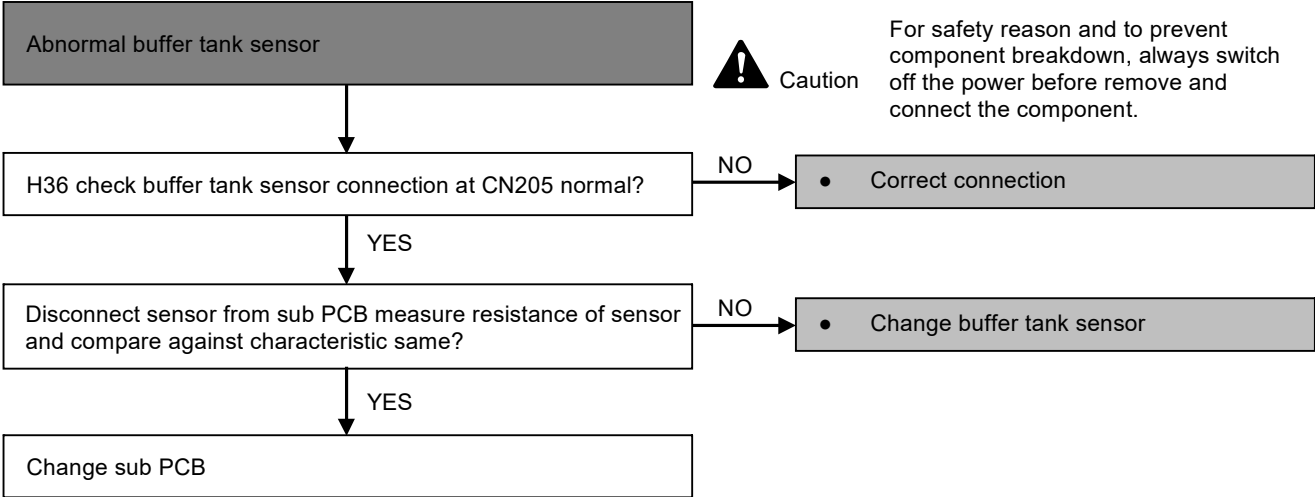 Abnormal buffer tank sensor
Caution
For safety reason and to prevent
component breakdown, always switch
off the power before remove and
connect the component.
H36 check buffer tank sensor connection at CN205 normal?
NO
● Correct connection
YES
Disconnect sensor from sub PCB measure resistance of sensor
and compare against characteristic same?
NO
● Change buffer tank sensor
YES
Change sub PCB